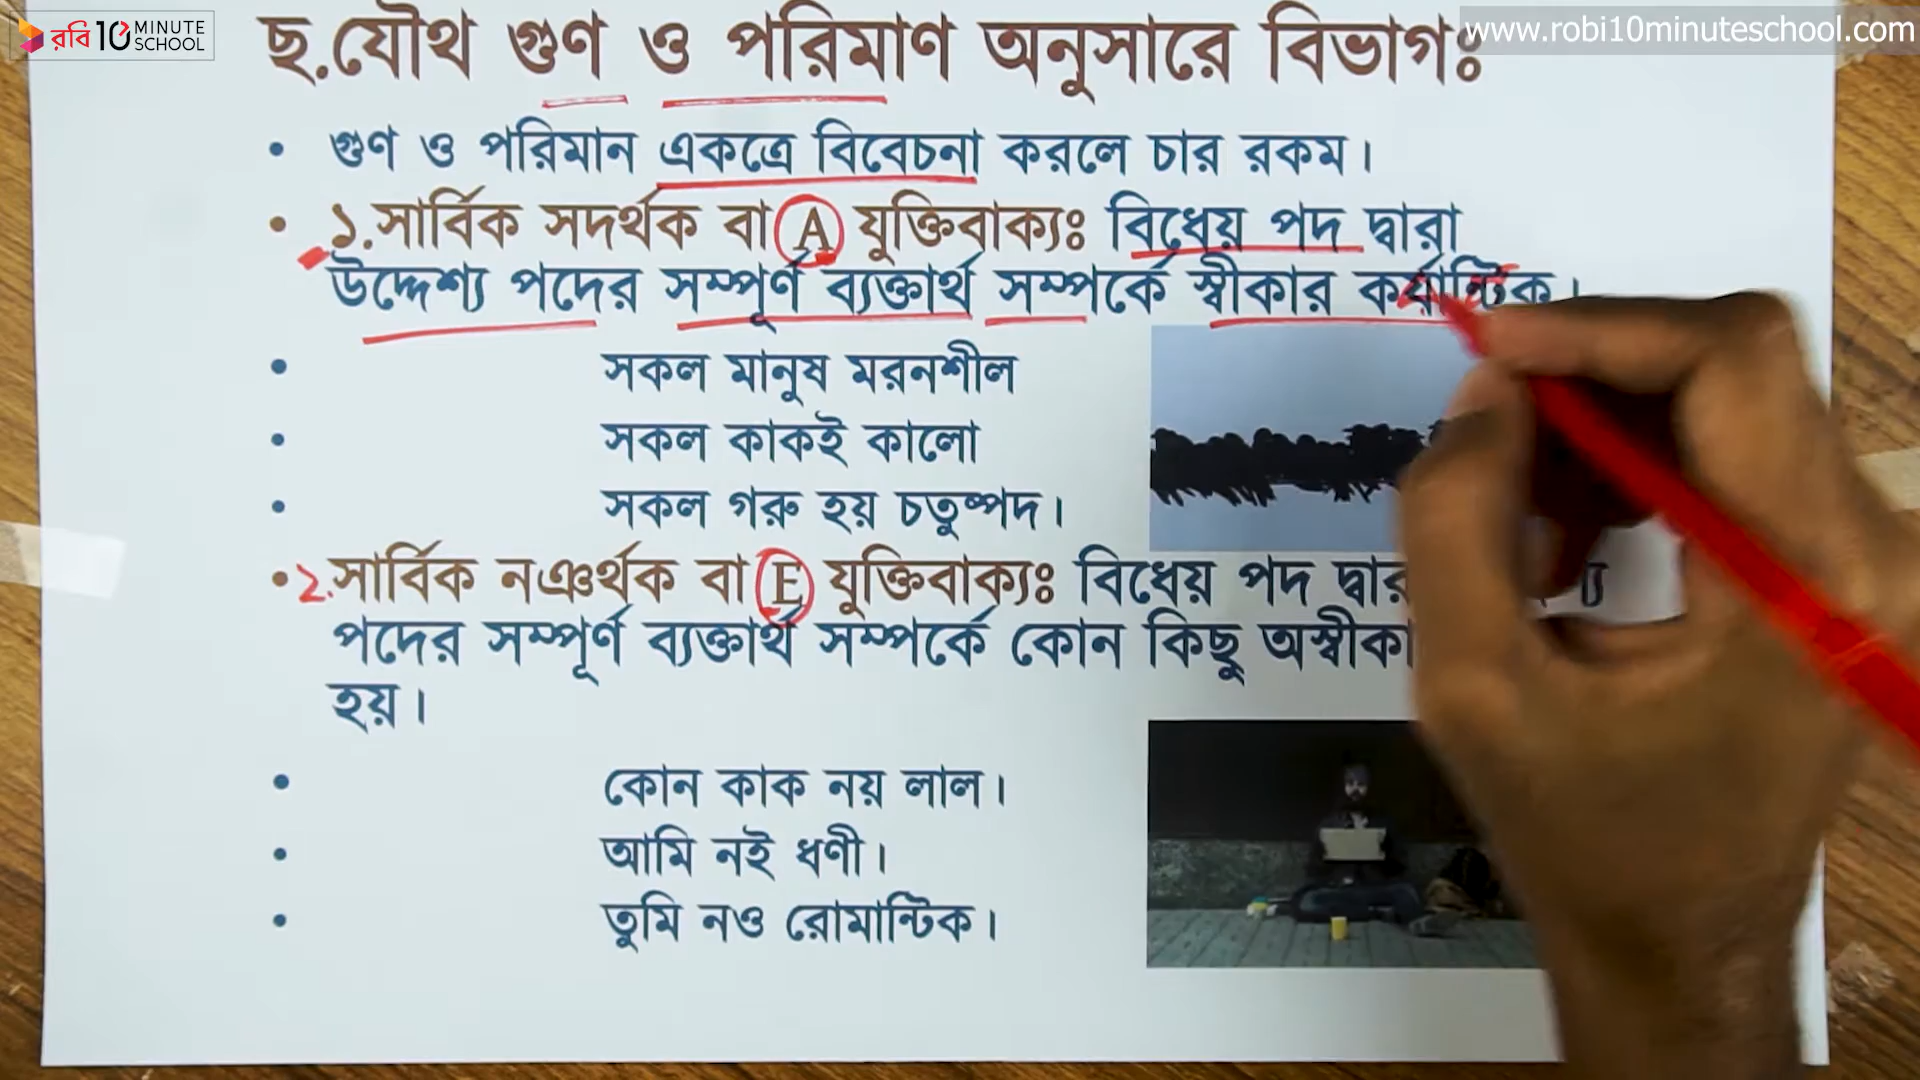 রবি 10 MINUTE SCHOOL
www.robi10minuteschool.com
ছ.যৌথ গুণ ও পরিমাণ অনুসারে বিভাগঃ
• গুণ ও পরিমান একত্রে বিবেচনা করলে চার রকম।
• ১.সার্বিক সদর্থক বা A যুক্তিবাক্যঃ বিধেয় পদ দ্বারা
উদ্দেশ্য পদের সম্পূর্ণ ব্যক্তার্থ সম্পর্কে স্বীকার
• সকল মানুষ মরনশীল
• সকল কাকই কালো
• সকল গরু হয় চতুষ্পদ।
• ২.সার্বিক নঞর্থক বা E যুক্তিবাক্যঃ বিধেয় পদ
পদের সম্পূর্ণ ব্যক্তার্থ সম্পর্কে কোন কিছু
হয়।
• কোন কাক নয় লাল।
• আমি নই ধণী।
• তুমি নও রোমান্টিক।